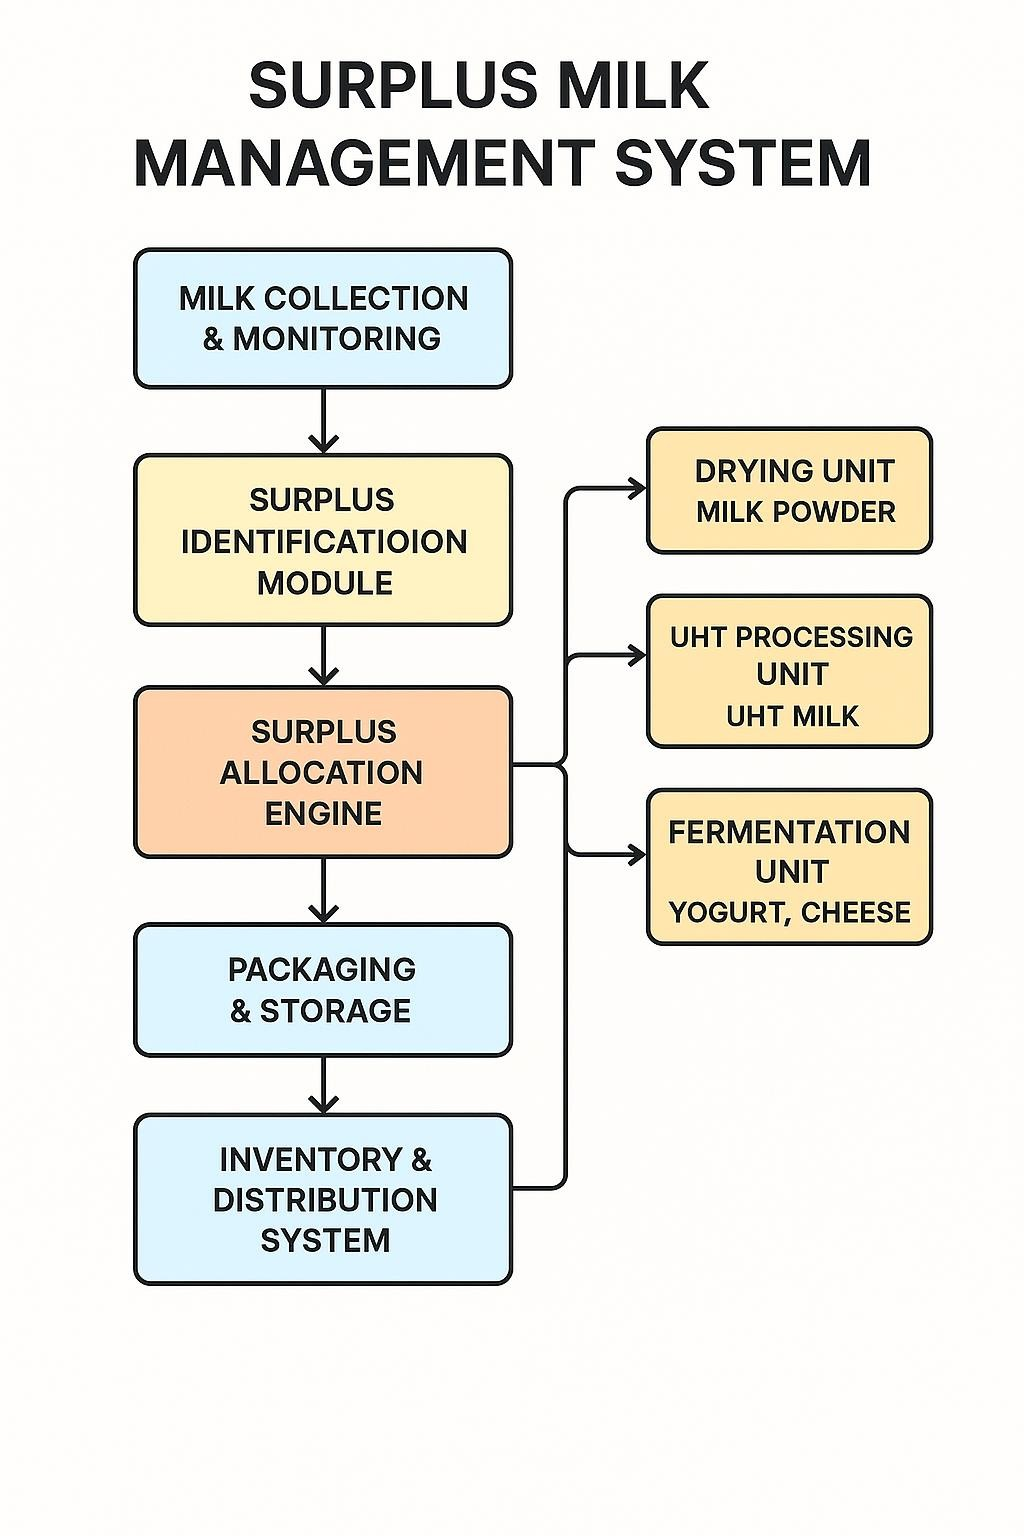 SURPLUS MILK
MANAGEMENT SYSTEM
MILK COLLECTION
& MONITORING
SURPLUS
IDENTIFICATIOION
MODULE
SURPLUS
ALLOCATION
ENGINE
PACKAGING
& STORAGE
INVENTORY &
DISTRIBUTION
SYSTEM
DRYING UNIT
MILK POWDER
UHT PROCESSING
UNIT
UHT MILK
FERMENTATION
UNIT
YOGURT, CHEESE